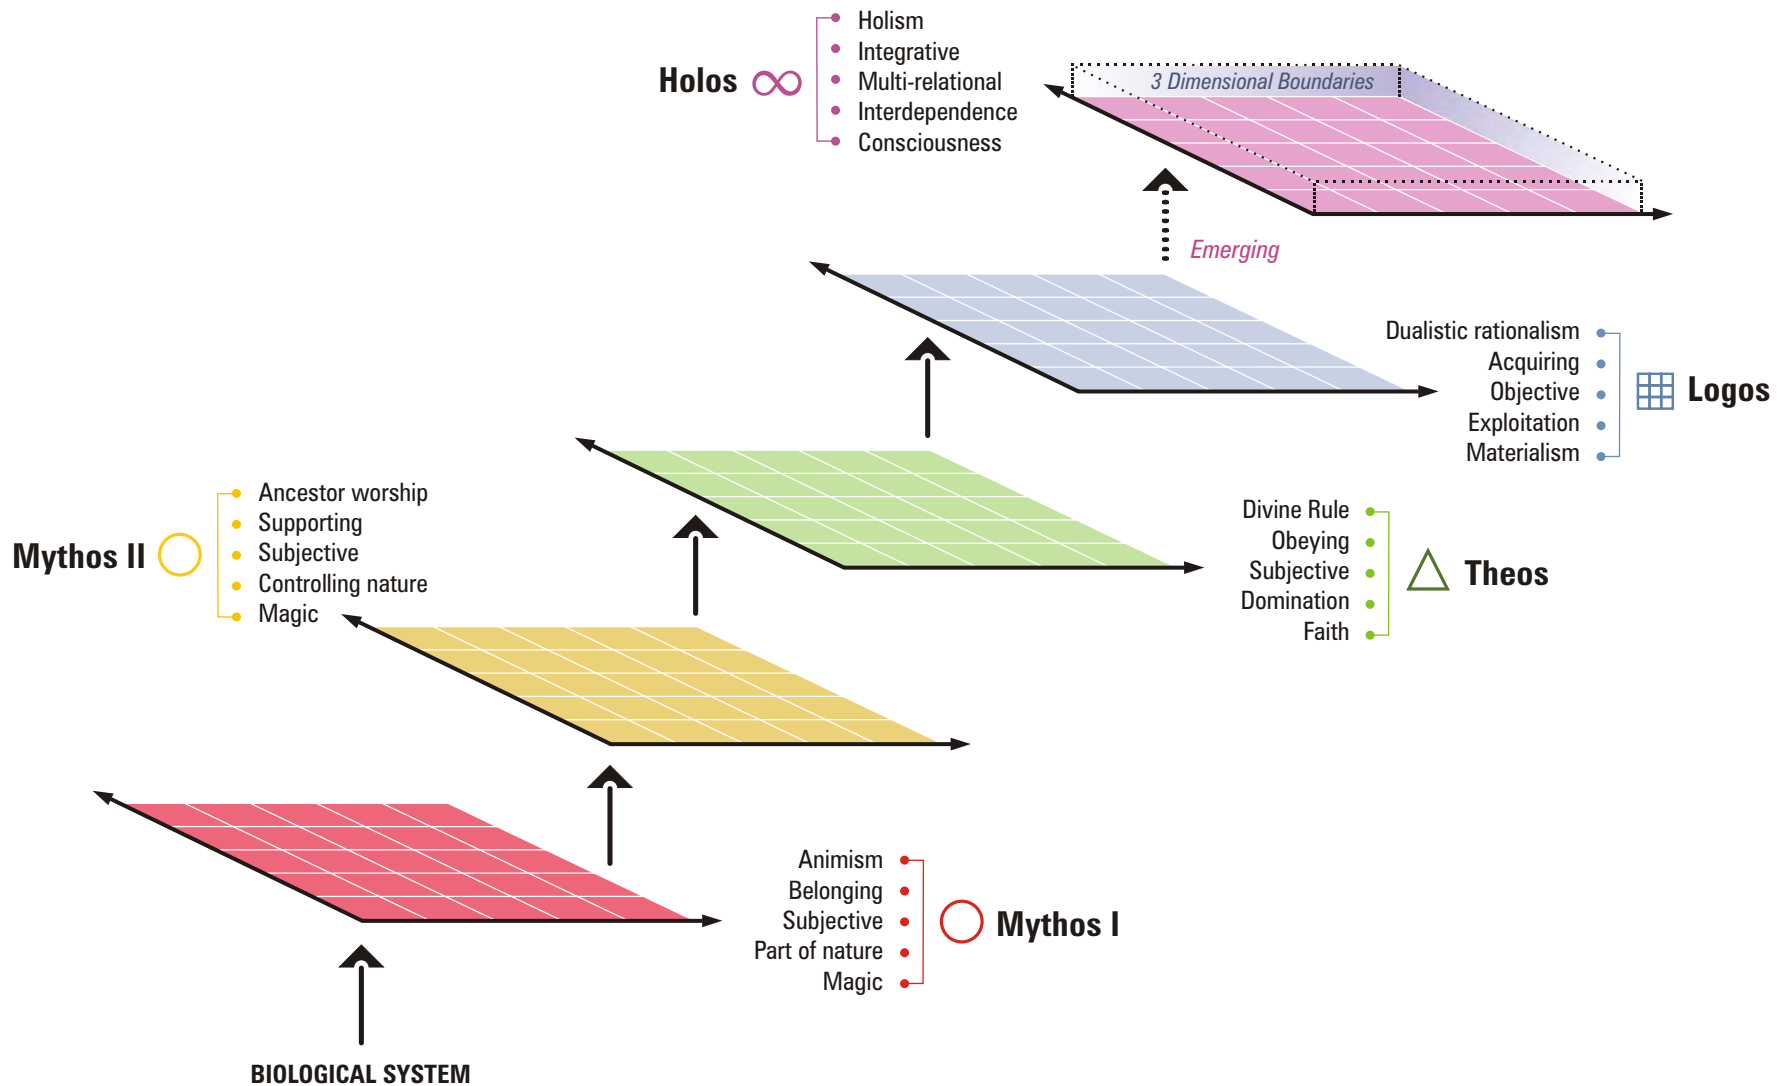 Holos
Holism
Integrative
Multi-relational
Interdependence
Consciousness
3 Dimensional Boundaries
Emerging
Dualistic rationalism
Acquiring
Objective
Exploitation
Materialism
Logos
Mythos II
Ancestor worship
Supporting
Subjective
Controlling nature
Magic
Divine Rule
Obeying
Subjective
Domination
Faith
Theos
Animism
Belonging
Subjective
Part of nature
Magic
Mythos I
BIOLOGICAL SYSTEM